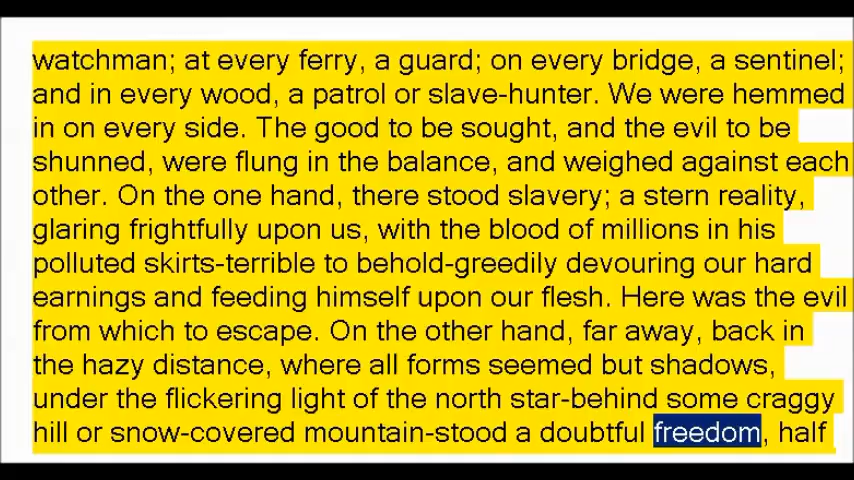 watchman; at every ferry, a guard; on every bridge, a sentinel;
and in every wood, a patrol or slave-hunter. We were hemmed
in on every side. The good to be sought, and the evil to be
shunned, were flung in the balance, and weighed against each
other. On the one hand, there stood slavery; a stern reality,
glaring frightfully upon us, with the blood of millions in his
polluted skirts-terrible to behold-greedily devouring our hard
earnings and feeding himself upon our flesh. Here was the evil
from which to escape. On the other hand, far away, back in
the hazy distance, where all forms seemed but shadows,
under the flickering light of the north star-behind some craggy
hill or snow-covered mountain-stood a doubtful freedom, half